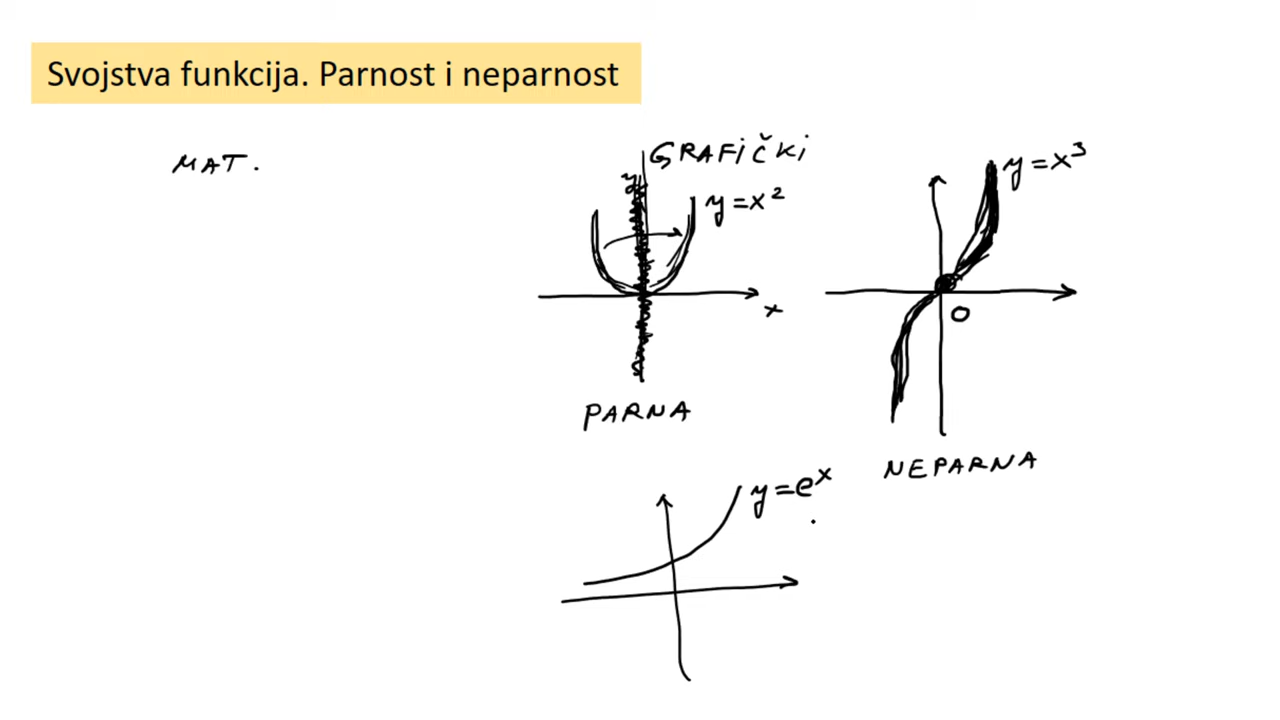 Svojstva funkcija. Parnost i neparnost
MAT.
GRAFIČKI
y
y=x²
x
PARNA
y=x³
0
NEPARNA
y=eˣ